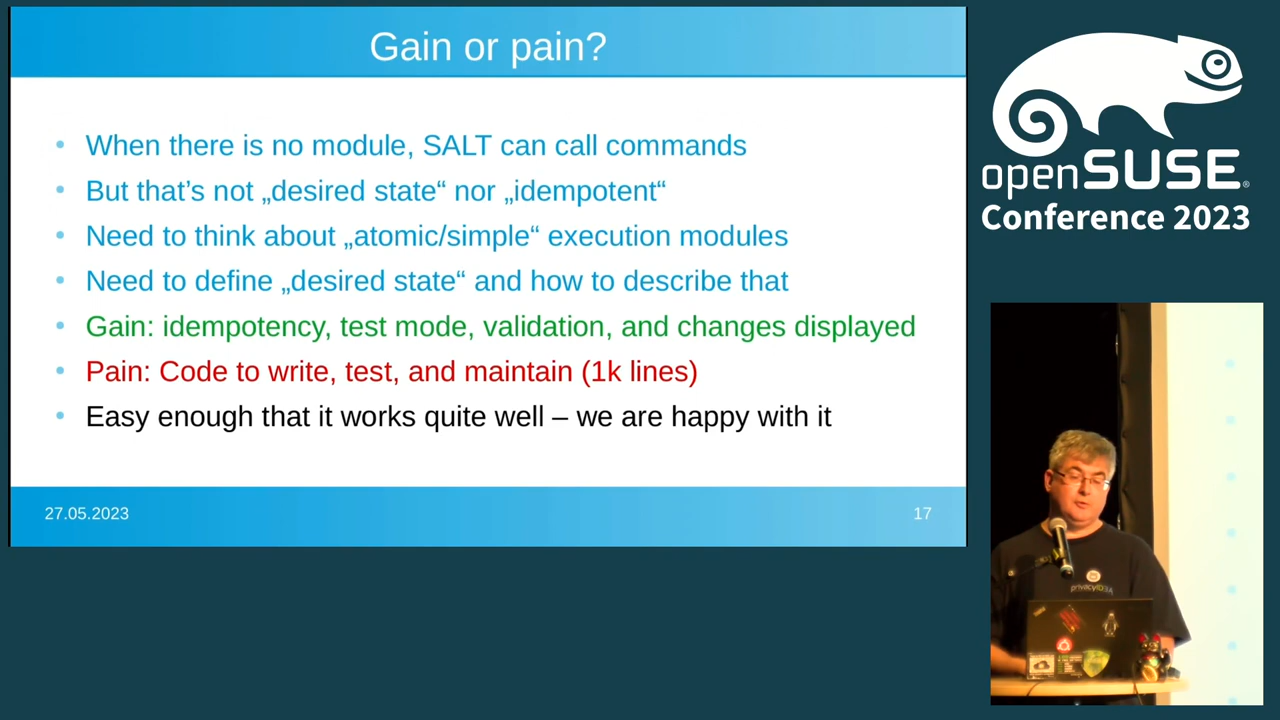 Gain or pain?
• When there is no module, SALT can call commands
• But that’s not „desired state“ nor „idempotent“
• Need to think about „atomic/simple“ execution modules
• Need to define „desired state“ and how to describe that
• Gain: idempotency, test mode, validation, and changes displayed
• Pain: Code to write, test, and maintain (1k lines)
• Easy enough that it works quite well – we are happy with it
27.05.2023
17
openSUSE®
Conference 2023